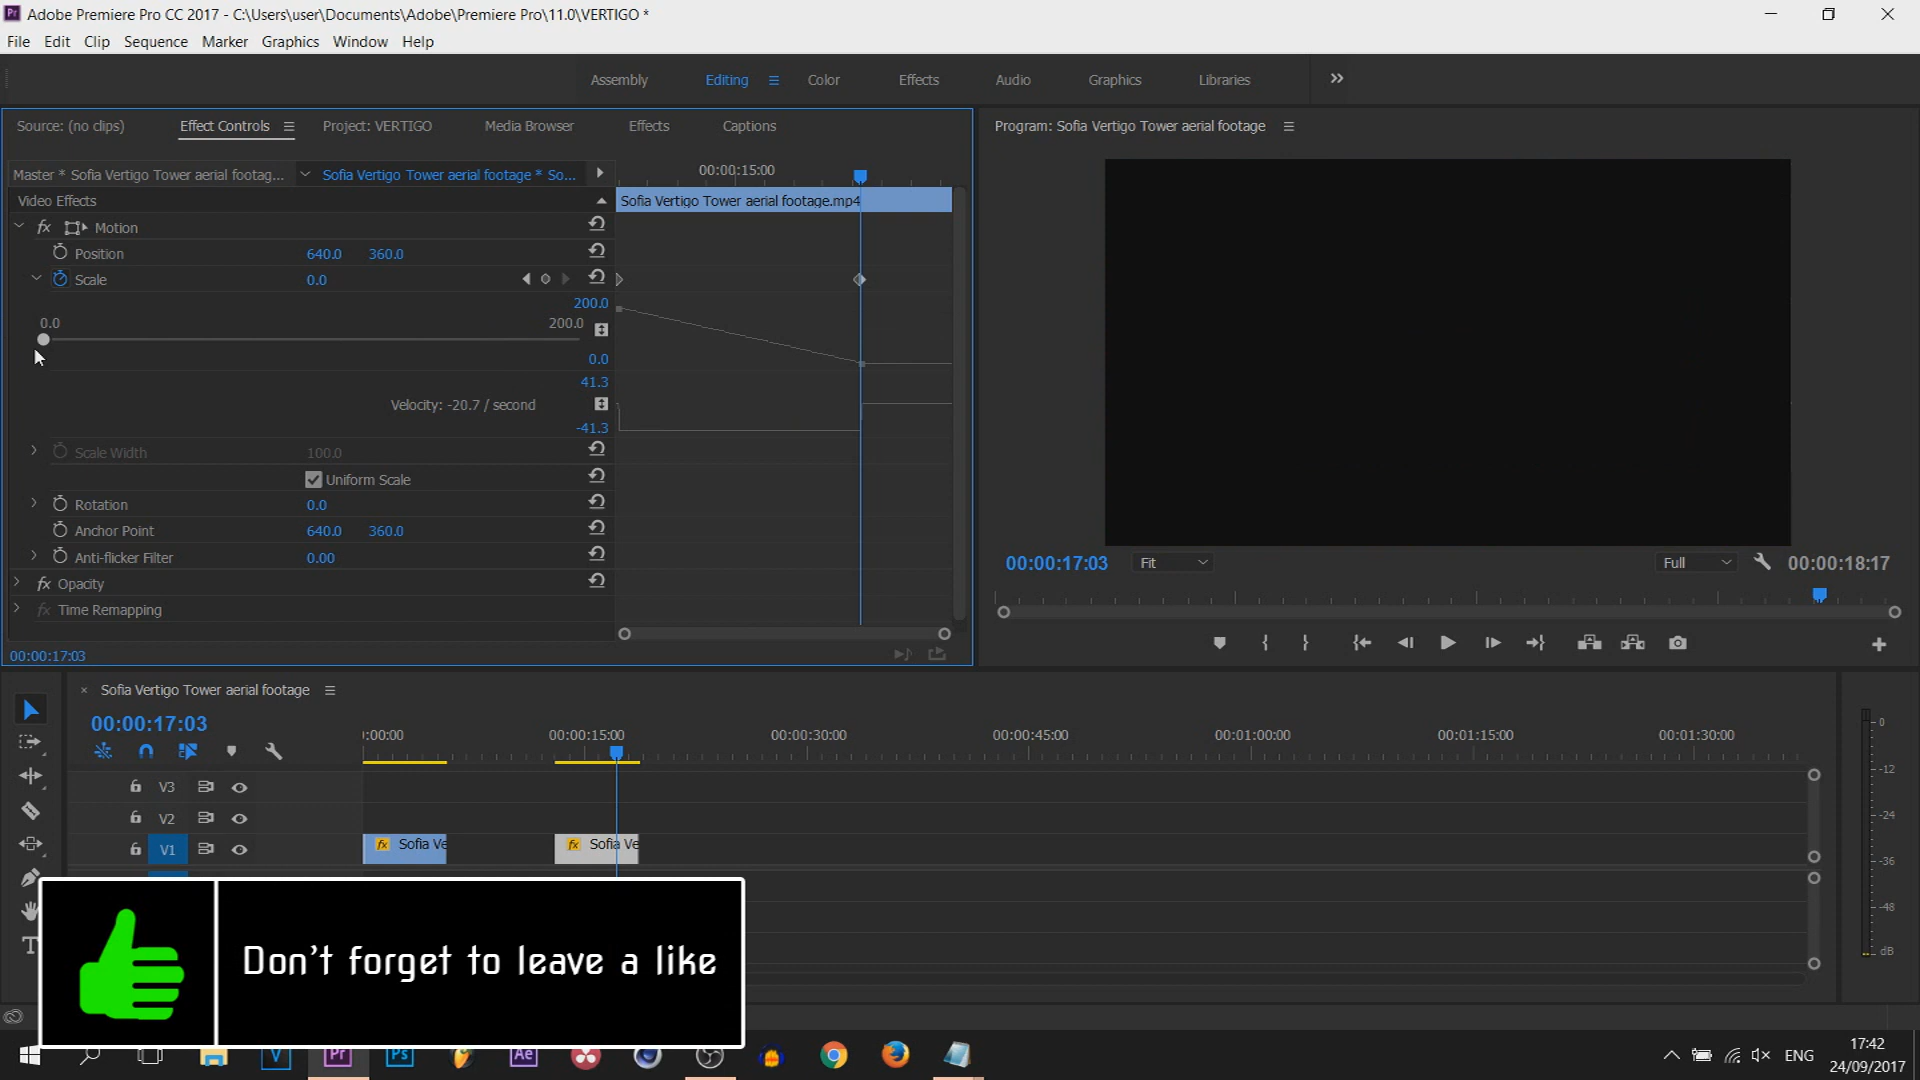 Adobe Premiere Pro CC 2017 - C:\Users\user\Documents\Adobe\Premiere Pro\11.0\VERTIGO *
File Edit Clip Sequence Marker Graphics Window Help
Assembly Editing Color Effects Audio Graphics Libraries
Source: (no clips) Effect Controls Project: VERTIGO Media Browser Effects Captions
Program: Sofia Vertigo Tower aerial footage
Master * Sofia Vertigo Tower aerial footag... Sofia Vertigo Tower aerial footage * So...
00:00:15:00
Video Effects
Sofia Vertigo Tower aerial footage.mp4
fx Motion
Position 640.0 360.0
Scale 0.0
200.0
0.0 200.0
0.0
41.3
Velocity: -20.7 / second
-41.3
Scale Width 100.0
Uniform Scale
Rotation 0.0
Anchor Point 640.0 360.0
Anti-flicker Filter 0.00
fx Opacity
fx Time Remapping
00:00:17:03
00:00:17:03 Fit Full 00:00:18:17
Sofia Vertigo Tower aerial footage
00:00:17:03
:00:00 00:00:15:00 00:00:30:00 00:00:45:00 00:01:00:00 00:01:15:00 00:01:30:00
V3
V2
V1 fx Sofia Ve fx Sofia Ve
0
-12
-24
-36
-48
dB
Don't forget to leave a like
V Pr Ps Ae
ENG 17:42
24/09/2017